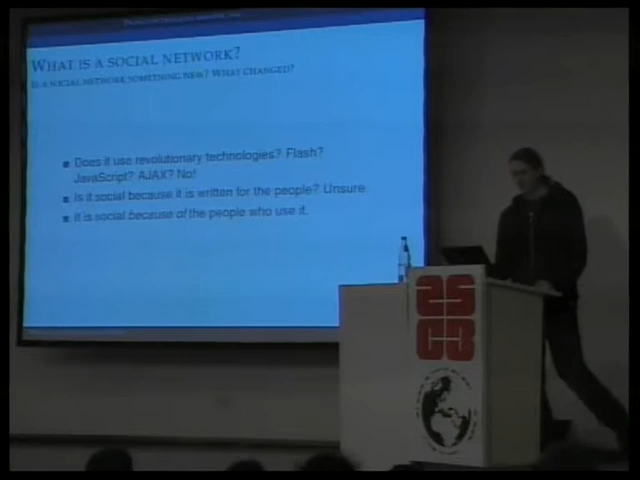 WHAT IS A SOCIAL NETWORK?
IS A SOCIAL NETWORK SOMETHING NEW? WHAT CHANGED?
Does it use revolutionary technologies? Flash?
JavaScript? AJAX? No!
Is it social because it is written for the people? Unsure
It is social because of the people who use it.
25
C3